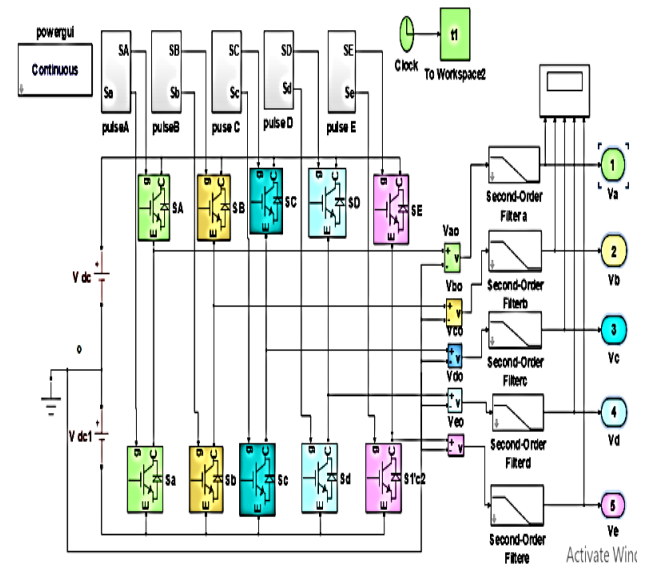 powergui
Continuous
SA
Sa
pulseA
SB
Sb
pulseB
SC
Sc
puse C
SD
Sd
pulse D
SE
Se
pulse E
Clock
t1
To Workspace2
g
C
E
SA
g
C
E
SB
g
C
E
SC
g
C
E
SD
g
C
E
SE
V dc
+
o
V dc1
+
g
C
E
Sa
g
C
E
Sb
g
C
E
Sc
g
C
E
Sd
g
C
E
S1'c2
Vao
+
-
v
Vbo
+
-
v
Vco
Vdo
+
-
v
Veo
+
-
v
+
-
v
Second-Order
Filter a
Second-Order
Filterb
Second-Order
Filterc
Second-Order
Filterd
Second-Order
Filtere
1
Va
2
Vb
3
Vc
4
Vd
5
Ve
Activate Winc